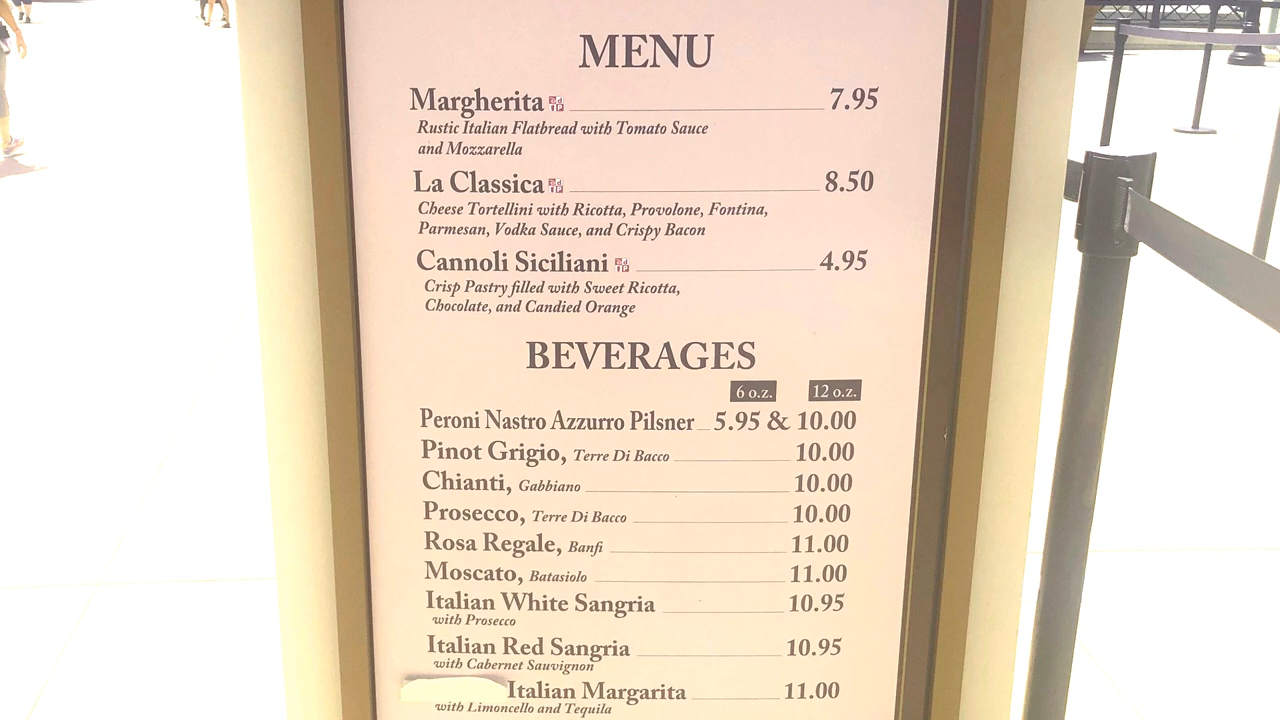 MENU
Margherita 7.95
Rustic Italian Flatbread with Tomato Sauce
and Mozzarella
La Classica 8.50
Cheese Tortellini with Ricotta, Provolone, Fontina,
Parmesan, Vodka Sauce, and Crispy Bacon
Cannoli Siciliani 4.95
Crisp Pastry filled with Sweet Ricotta,
Chocolate, and Candied Orange
BEVERAGES
6 o.z. 12 o.z.
Peroni Nastro Azzurro Pilsner 5.95 & 10.00
Pinot Grigio, Terre Di Bacco 10.00
Chianti, Gabbiano 10.00
Prosecco, Terre Di Bacco 10.00
Rosa Regale, Banfi 11.00
Moscato, Batasiolo 11.00
Italian White Sangria 10.95
with Prosecco
Italian Red Sangria 10.95
with Cabernet Sauvignon
Italian Margarita 11.00
with Limoncello and Tequila